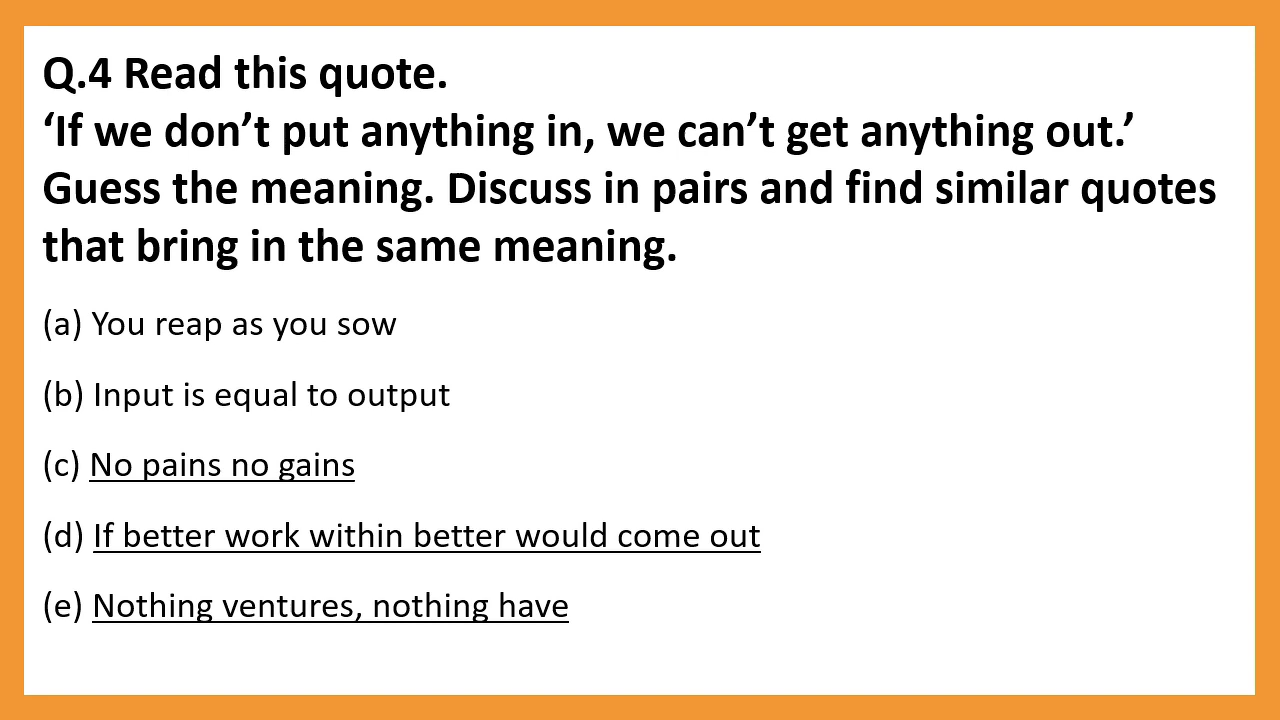 Q.4 Read this quote.
‘If we don’t put anything in, we can’t get anything out.’
Guess the meaning. Discuss in pairs and find similar quotes
that bring in the same meaning.
(a) You reap as you sow
(b) Input is equal to output
(c) No pains no gains
(d) If better work within better would come out
(e) Nothing ventures, nothing have